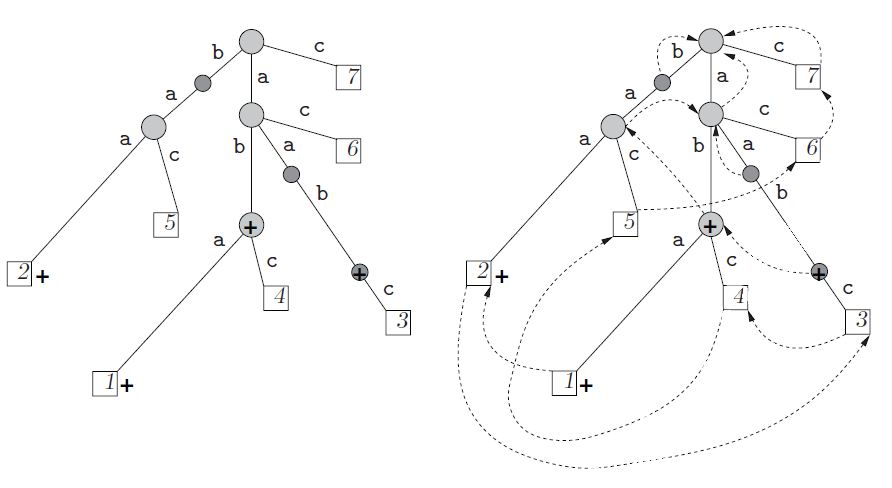 b c b c
a 7 a 7
a a
c c
a b a a b a 6
c 6 c
b b
5 5
+ +
a a
2 + c + 2 + c +
c c
4 4
3 3
1 + 1 +